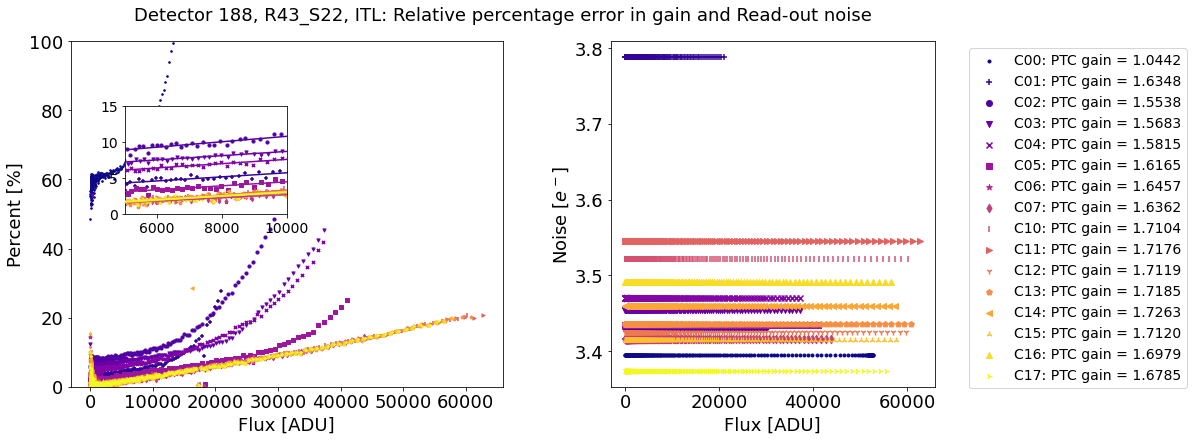 Detector 188, R43_S22, ITL: Relative percentage error in gain and Read-out noise
100
80
60
40
20
0
Percent [%]
0 10000 20000 30000 40000 50000 60000
Flux [ADU]
15
10
5
0
6000 8000 10000
3.8
3.7
3.6
3.5
3.4
Noise [e⁻]
0 20000 40000 60000
Flux [ADU]
C00: PTC gain = 1.0442
C01: PTC gain = 1.6348
C02: PTC gain = 1.5538
C03: PTC gain = 1.5683
C04: PTC gain = 1.5815
C05: PTC gain = 1.6165
C06: PTC gain = 1.6457
C07: PTC gain = 1.6362
C10: PTC gain = 1.7104
C11: PTC gain = 1.7176
C12: PTC gain = 1.7119
C13: PTC gain = 1.7185
C14: PTC gain = 1.7263
C15: PTC gain = 1.7120
C16: PTC gain = 1.6979
C17: PTC gain = 1.6785